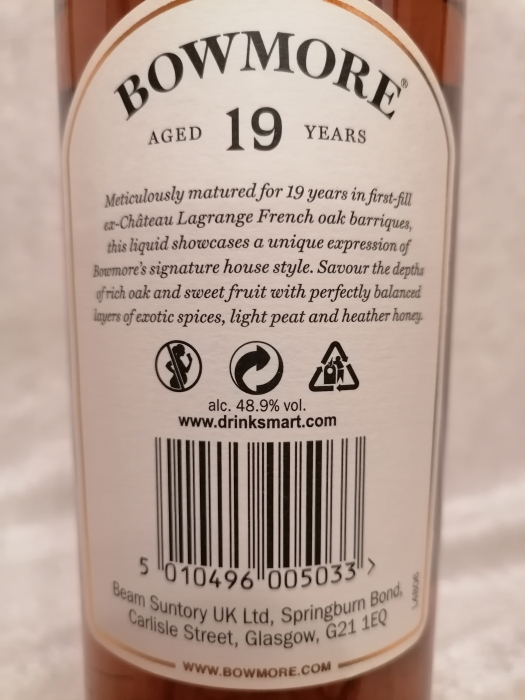 BOWMORE®
AGED 19 YEARS
Meticulously matured for 19 years in first-fill
ex-Château Lagrange French oak barriques,
this liquid showcases a unique expression of
Bowmore's signature house style. Savour the depths
of rich oak and sweet fruit with perfectly balanced
layers of exotic spices, light peat and heather honey.
alc. 48.9% vol.
www.drinksmart.com
5 010496 005033 >
Beam Suntory UK Ltd, Springburn Bond,
Carlisle Street, Glasgow, G21 1EQ
WWW.BOWMORE.COM